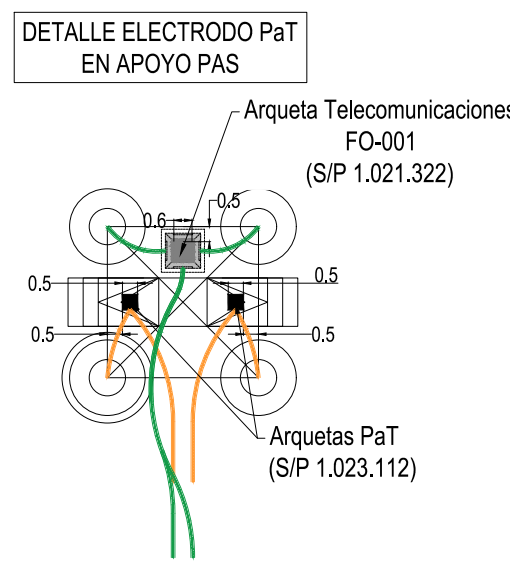 DETALLE ELECTRODO PaT
EN APOYO PAS
Arqueta Telecomunicaciones
FO-001
(S/P 1.021.322)
0.5
0.6
0.5
0.5
0.5
0.5
Arquetas PaT
(S/P 1.023.112)